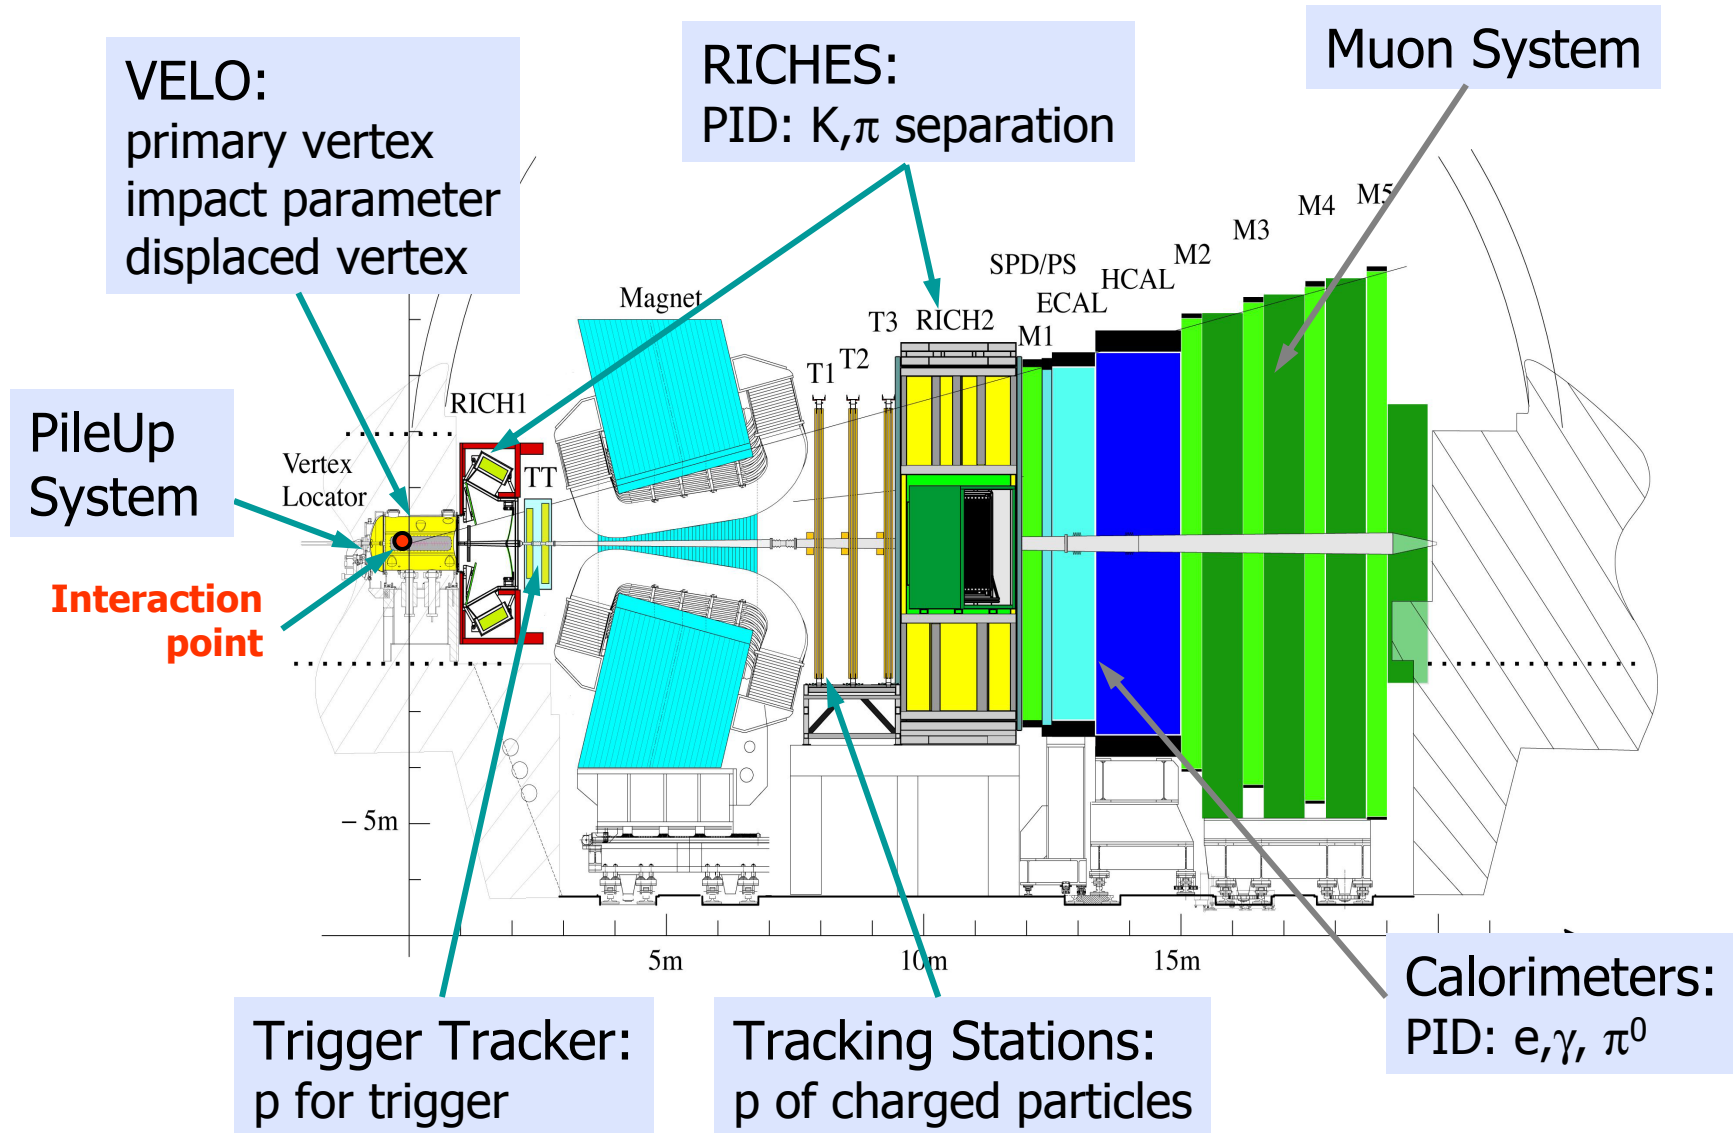 VELO:
primary vertex
impact parameter
displaced vertex
RICHES:
PID: K,π separation
Muon System
M5
M4
M3
M2
SPD/PS
HCAL
ECAL
Magnet
T3
RICH2
M1
T2
T1
RICH1
PileUp
System
Vertex
Locator
TT
Interaction
point
– 5m
5m
10m
15m
Calorimeters:
PID: e,γ, π⁰
Trigger Tracker:
p for trigger
Tracking Stations:
p of charged particles